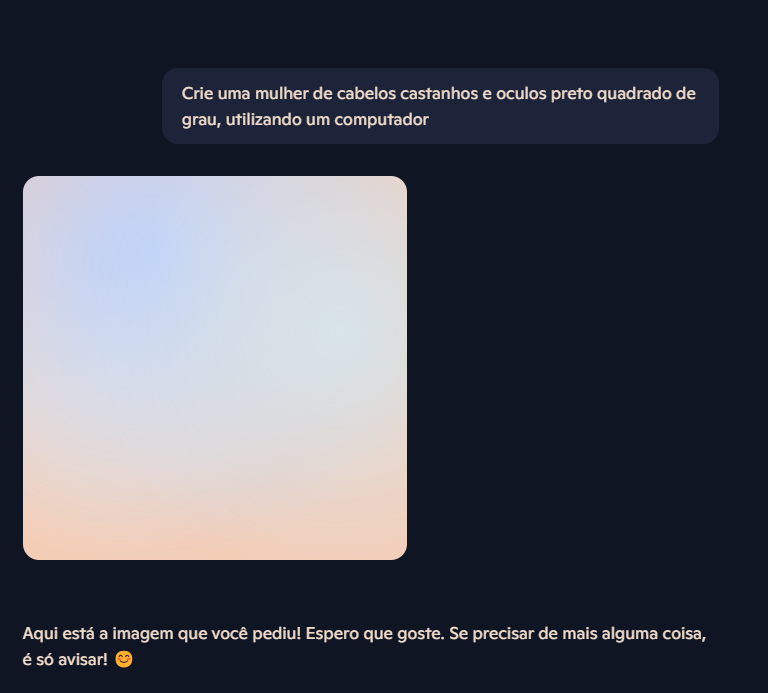 Crie uma mulher de cabelos castanhos e oculos preto quadrado de
grau, utilizando um computador
Aqui está a imagem que você pediu! Espero que goste. Se precisar de mais alguma coisa,
é só avisar! 😊